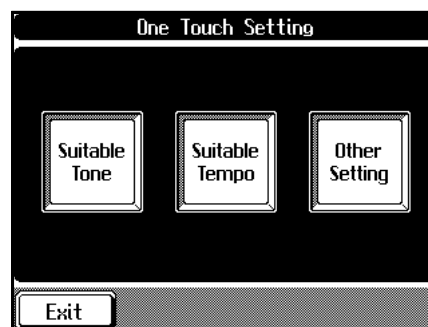 One Touch Setting
Suitable
Tone
Suitable
Tempo
Other
Setting
Exit